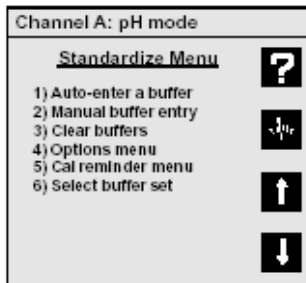 Channel A: pH mode
Standardize Menu
?
1) Auto-enter a buffer
2) Manual buffer entry
3) Clear buffers
4) Options menu
5) Cal reminder menu
6) Select buffer set